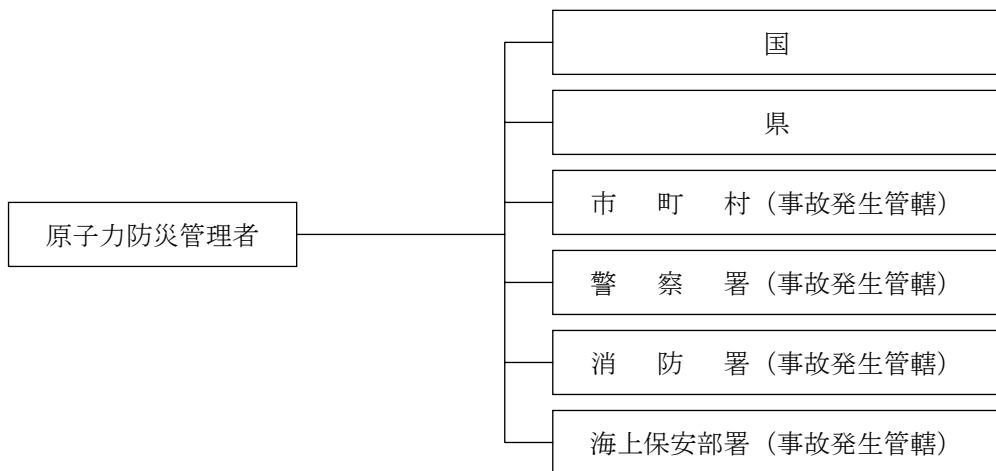 国
県
市町村（事故発生管轄）
原子力防災管理者
警察署（事故発生管轄）
消防署（事故発生管轄）
海上保安部署（事故発生管轄）